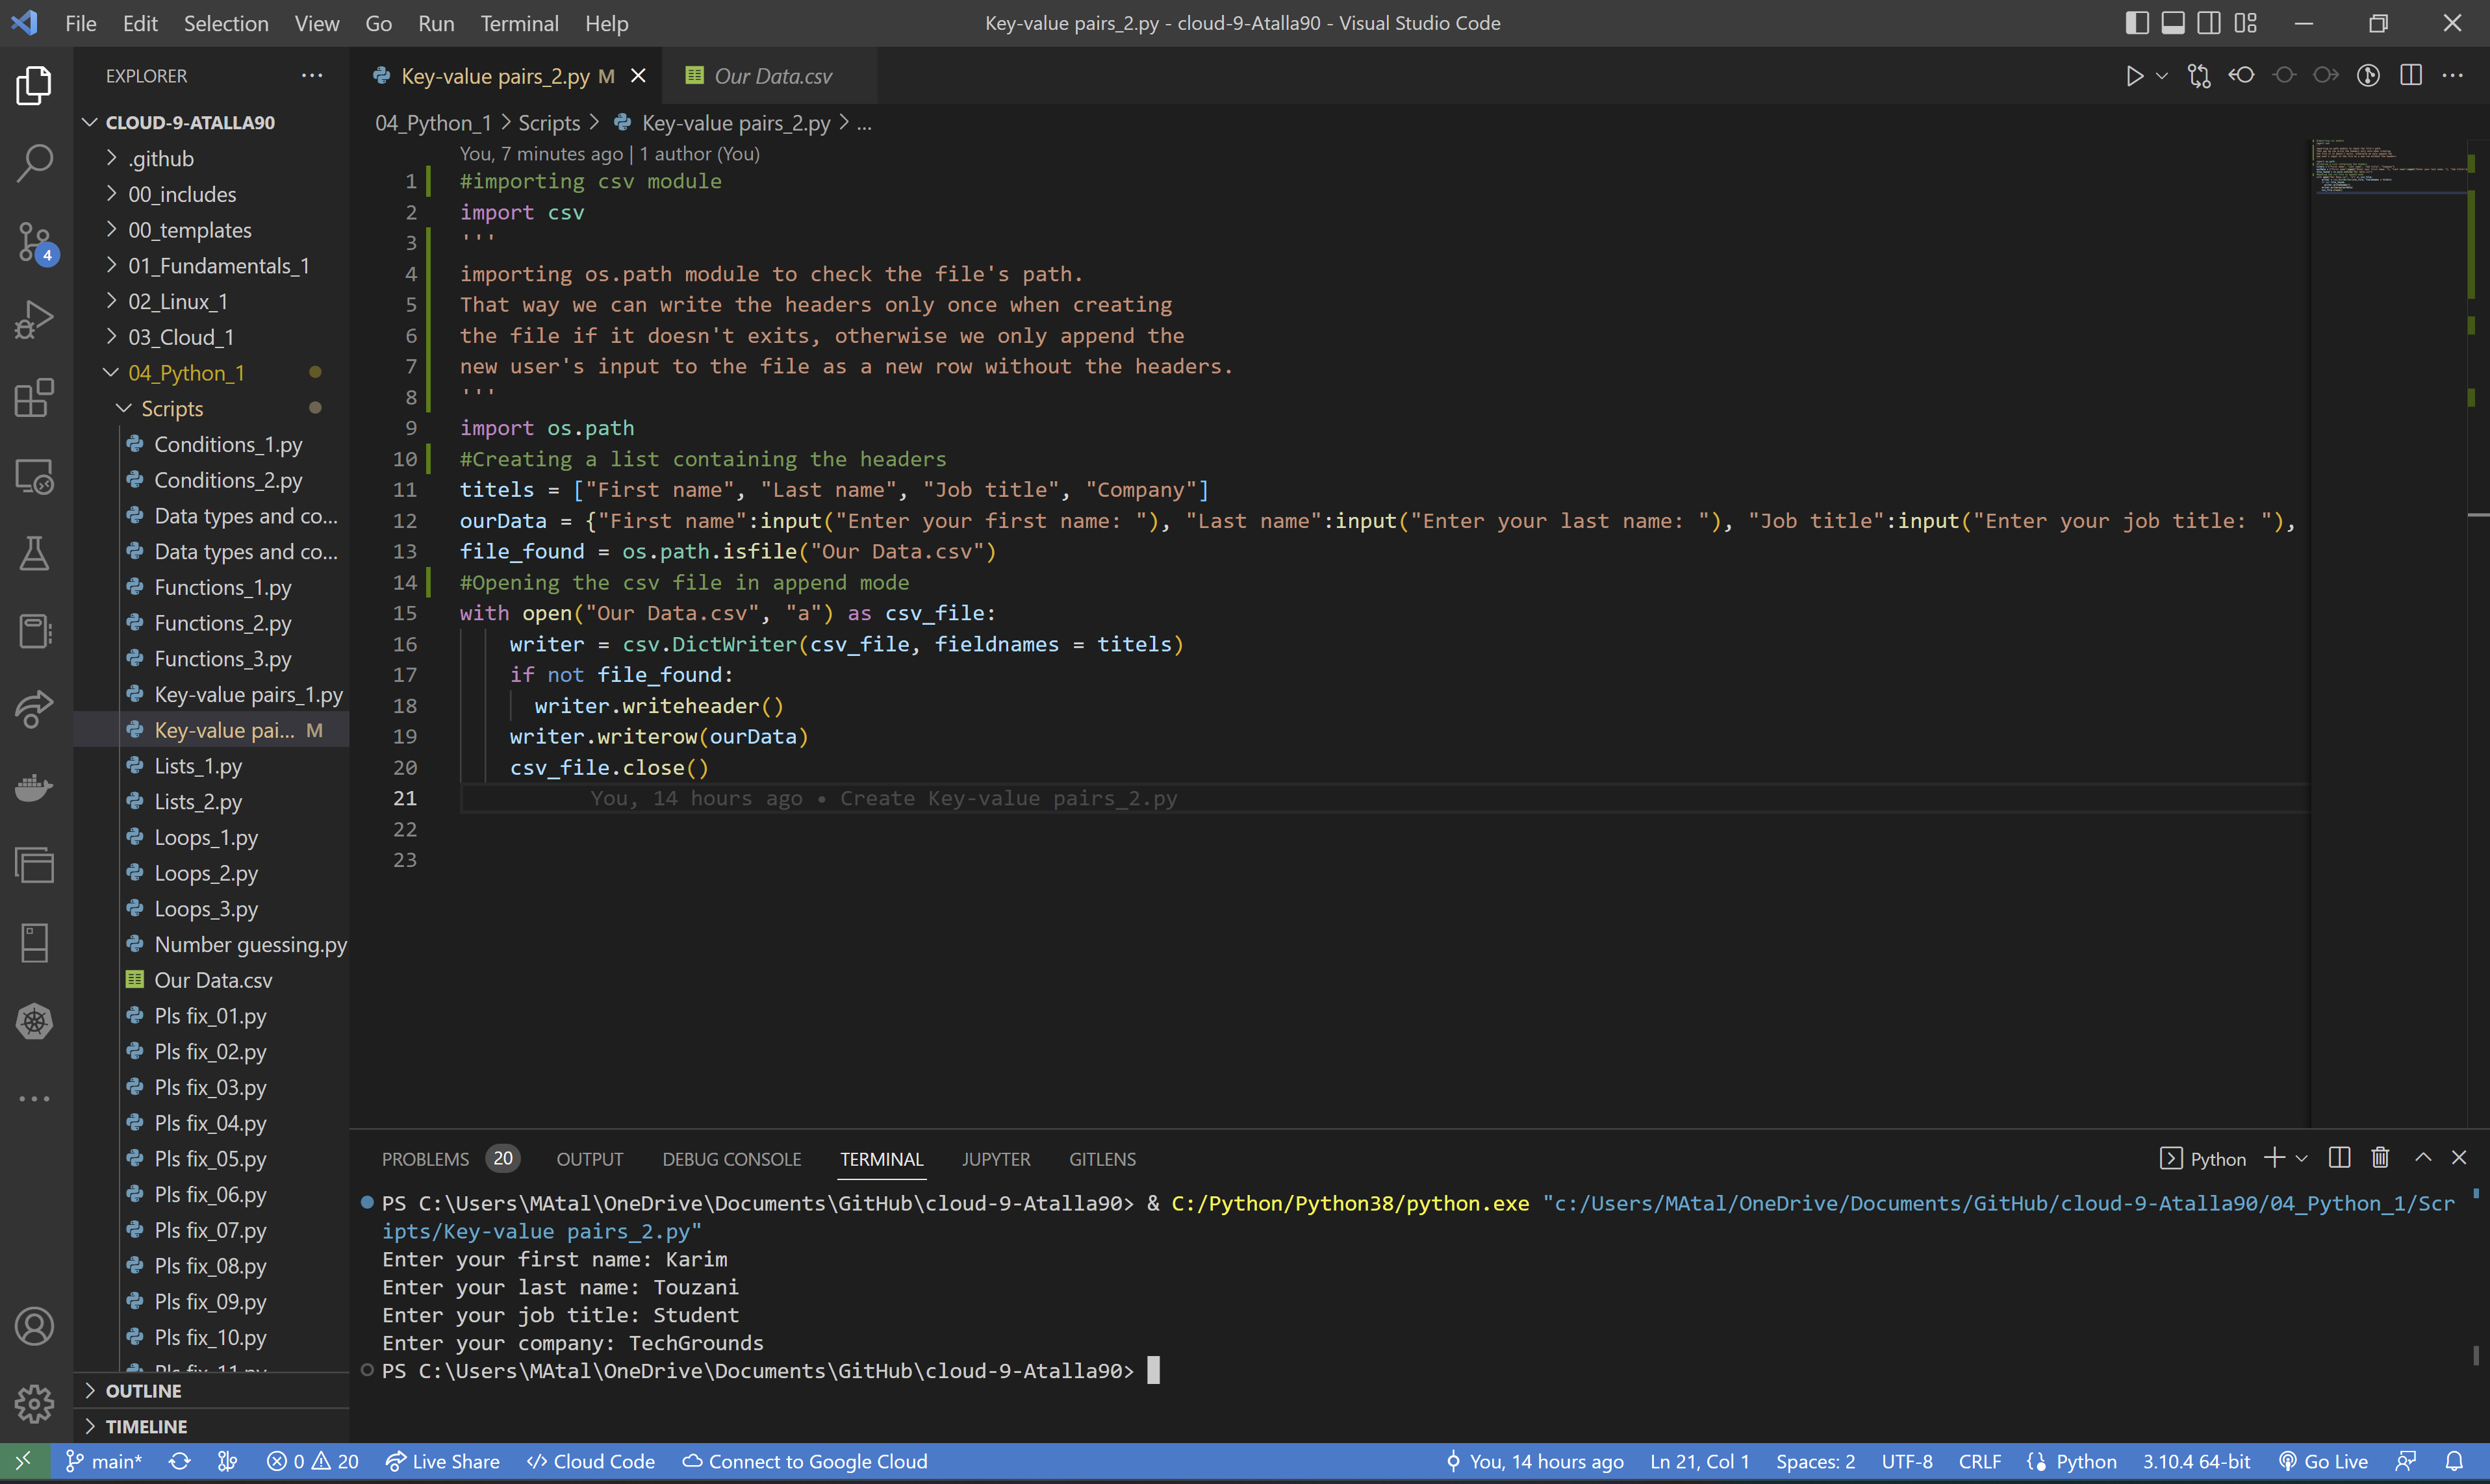 File Edit Selection View Go Run Terminal Help
Key-value pairs_2.py - cloud-9-Atalla90 - Visual Studio Code
EXPLORER
CLOUD-9-ATALLA90
.github
00_includes
00_templates
01_Fundamentals_1
02_Linux_1
03_Cloud_1
04_Python_1
Scripts
Conditions_1.py
Conditions_2.py
Data types and co...
Data types and co...
Functions_1.py
Functions_2.py
Functions_3.py
Key-value pairs_1.py
Key-value pai... M
Lists_1.py
Lists_2.py
Loops_1.py
Loops_2.py
Loops_3.py
Number guessing.py
Our Data.csv
Pls fix_01.py
Pls fix_02.py
Pls fix_03.py
Pls fix_04.py
Pls fix_05.py
Pls fix_06.py
Pls fix_07.py
Pls fix_08.py
Pls fix_09.py
Pls fix_10.py
Pls fix_11.py
OUTLINE
TIMELINE
4
Key-value pairs_2.py M
Our Data.csv
04_Python_1 > Scripts > Key-value pairs_2.py > ...
You, 7 minutes ago | 1 author (You)
1 #importing csv module
2 import csv
3 '''
4 importing os.path module to check the file's path.
5 That way we can write the headers only once when creating
6 the file if it doesn't exits, otherwise we only append the
7 new user's input to the file as a new row without the headers.
8 '''
9 import os.path
10 #Creating a list containing the headers
11 titels = ["First name", "Last name", "Job title", "Company"]
12 ourData = {"First name":input("Enter your first name: "), "Last name":input("Enter your last name: "), "Job title":input("Enter your job title: "),
13 file_found = os.path.isfile("Our Data.csv")
14 #Opening the csv file in append mode
15 with open("Our Data.csv", "a") as csv_file:
16 writer = csv.DictWriter(csv_file, fieldnames = titels)
17 if not file_found:
18 writer.writeheader()
19 writer.writerow(ourData)
20 csv_file.close()
21 You, 14 hours ago • Create Key-value pairs_2.py
22
23
PROBLEMS 20 OUTPUT DEBUG CONSOLE TERMINAL JUPYTER GITLENS
Python
PS C:\Users\MAtal\OneDrive\Documents\GitHub\cloud-9-Atalla90> & C:/Python/Python38/python.exe "c:/Users/MAtal/OneDrive/Documents/GitHub/cloud-9-Atalla90/04_Python_1/Scr
ipts/Key-value pairs_2.py"
Enter your first name: Karim
Enter your last name: Touzani
Enter your job title: Student
Enter your company: TechGrounds
PS C:\Users\MAtal\OneDrive\Documents\GitHub\cloud-9-Atalla90>
main* 0 20 Live Share Cloud Code Connect to Google Cloud You, 14 hours ago Ln 21, Col 1 Spaces: 2 UTF-8 CRLF Python 3.10.4 64-bit Go Live